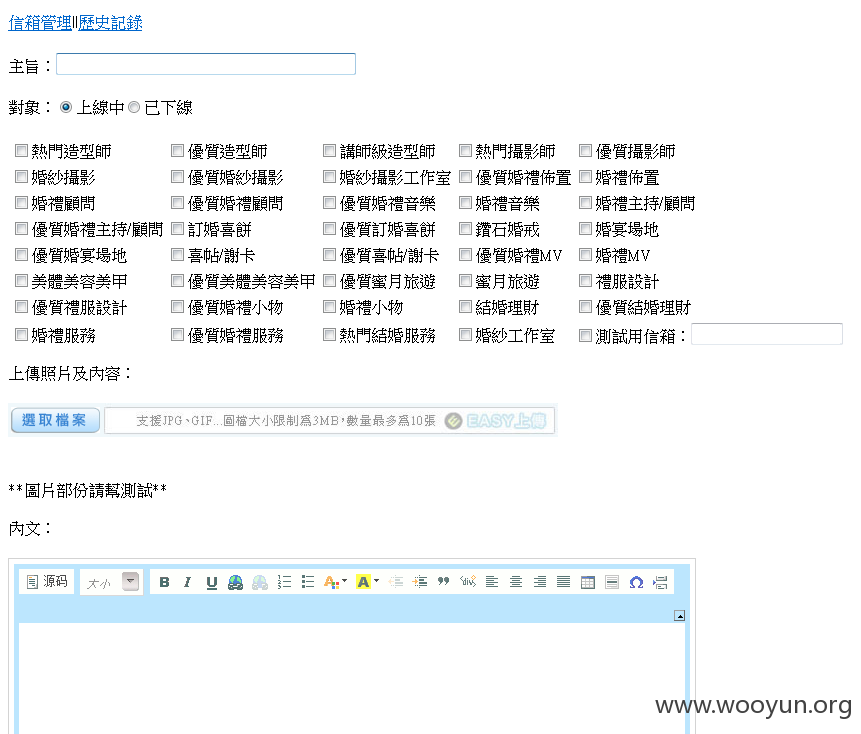 信箱管理||歷史記錄
主旨：
對象： 上線中 已下線
熱門造型師 優質造型師 講師級造型師 熱門攝影師 優質攝影師
婚紗攝影 優質婚紗攝影 婚紗攝影工作室 優質婚禮佈置 婚禮佈置
婚禮顧問 優質婚禮顧問 優質婚禮音樂 婚禮音樂 婚禮主持/顧問
優質婚禮主持/顧問 訂婚喜餅 優質訂婚喜餅 鑽石婚戒 婚宴場地
優質婚宴場地 喜帖/謝卡 優質喜帖/謝卡 優質婚禮MV 婚禮MV
美體美容美甲 優質美體美容美甲 優質蜜月旅遊 蜜月旅遊 禮服設計
優質禮服設計 優質婚禮小物 婚禮小物 結婚理財 優質結婚理財
婚禮服務 優質婚禮服務 熱門結婚服務 婚紗工作室 測試用信箱：
上傳照片及內容：
選取檔案 支援JPG、GIF...圖檔大小限制為3MB，數量最多為10張 EASY上傳
**圖片部份請幫測試**
內文：
源码 大小 B I U A A div Ω
www.wooyun.org